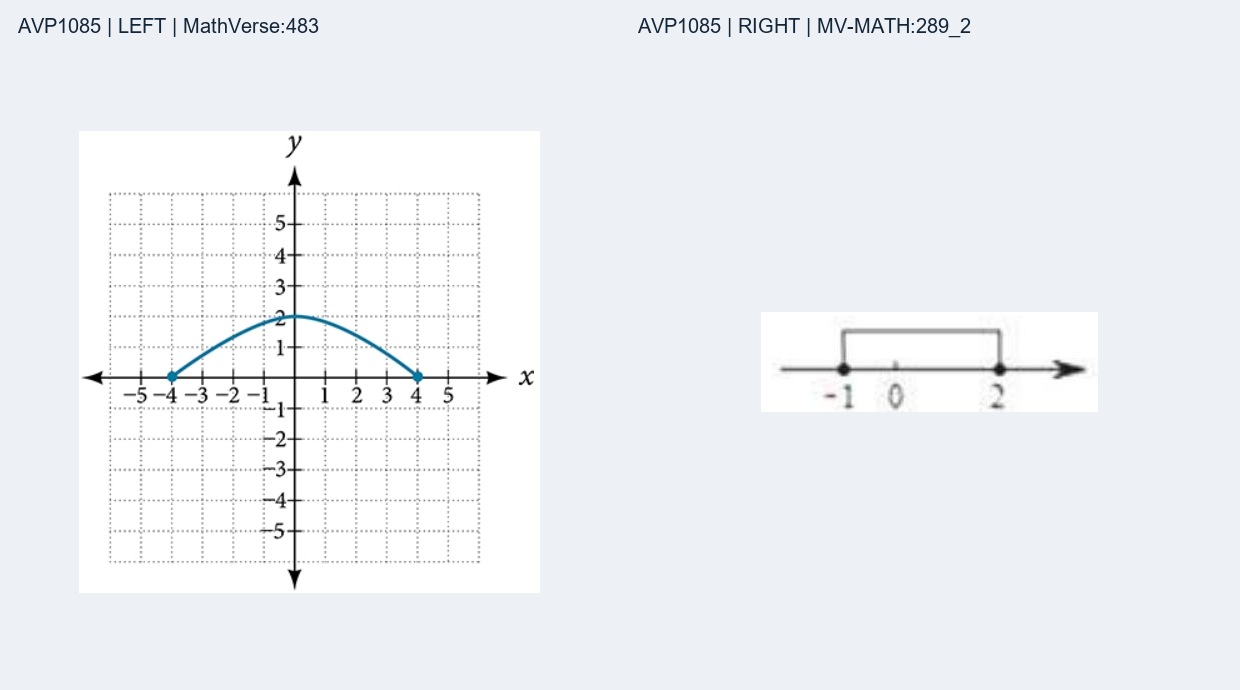 AVP1085 | LEFT | MathVerse:483
AVP1085 | RIGHT | MV-MATH:289_2
y
5
4
3
2
1
x
−5 −4 −3 −2 −1 1 2 3 4 5
−1
−2
−3
−4
−5
-1 0 2